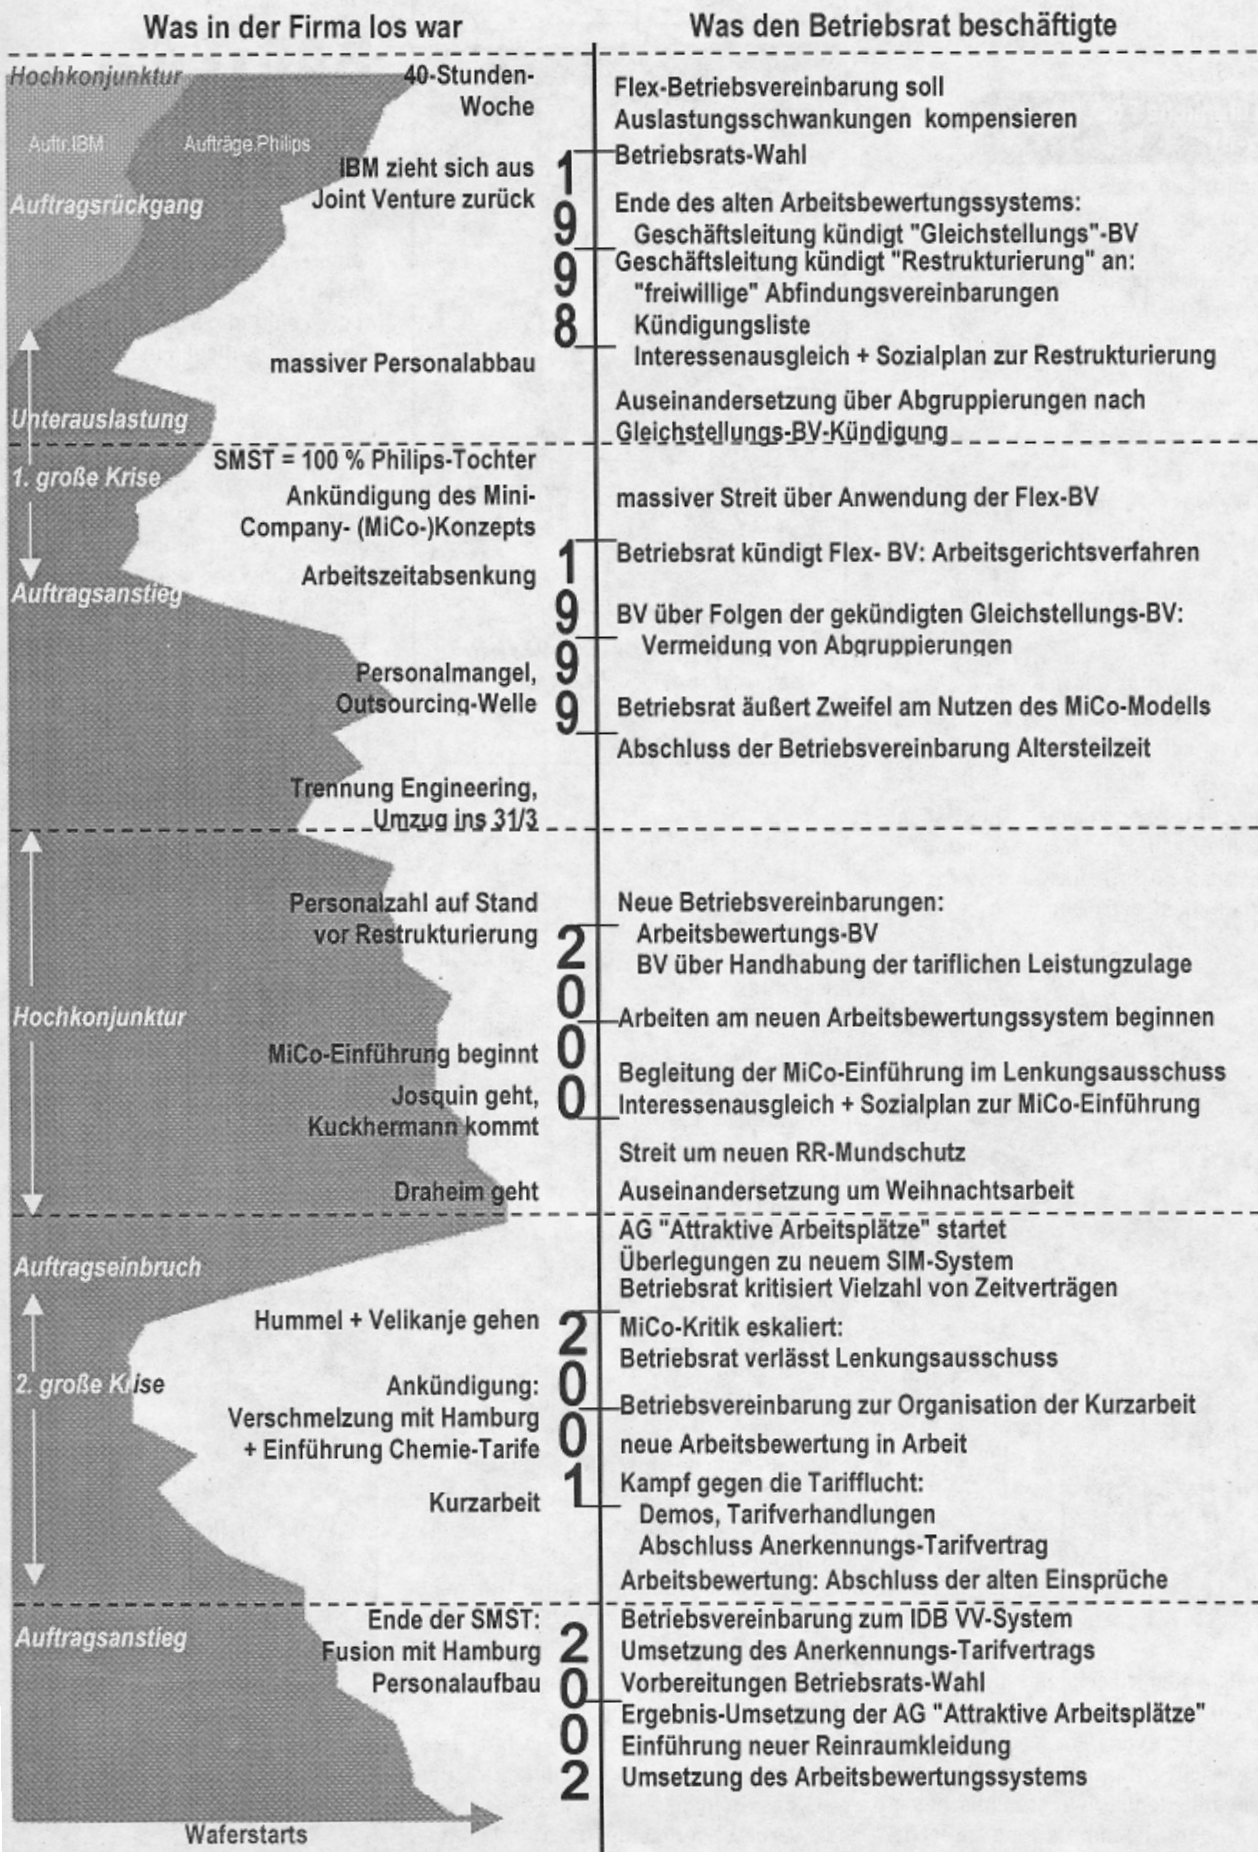 Was in der Firma los war
Was den Betriebsrat beschäftigte
Hochkonjunktur
40-Stunden-
Woche
Flex-Betriebsvereinbarung soll
Auslastungsschwankungen kompensieren
Auftr.IBM
Aufträge Philips
Betriebsrats-Wahl
IBM zieht sich aus
Joint Venture zurück
Auftragsrückgang
1998
Ende des alten Arbeitsbewertungssystems:
Geschäftsleitung kündigt "Gleichstellungs"-BV
Geschäftsleitung kündigt "Restrukturierung" an:
"freiwillige" Abfindungsvereinbarungen
Kündigungsliste
Interessenausgleich + Sozialplan zur Restrukturierung
massiver Personalabbau
Unterauslastung
Auseinandersetzung über Abgruppierungen nach
Gleichstellungs-BV-Kündigung
SMST = 100 % Philips-Tochter
1. große Krise
Ankündigung des Mini-
Company- (MiCo-)Konzepts
massiver Streit über Anwendung der Flex-BV
1999
Betriebsrat kündigt Flex- BV: Arbeitsgerichtsverfahren
Arbeitszeitabsenkung
Auftragsanstieg
BV über Folgen der gekündigten Gleichstellungs-BV:
Vermeidung von Abgruppierungen
Personalmangel,
Outsourcing-Welle
Betriebsrat äußert Zweifel am Nutzen des MiCo-Modells
Abschluss der Betriebsvereinbarung Altersteilzeit
Trennung Engineering,
Umzug ins 31/3
Personalzahl auf Stand
vor Restrukturierung
Neue Betriebsvereinbarungen:
Arbeitsbewertungs-BV
BV über Handhabung der tariflichen Leistungzulage
2000
Hochkonjunktur
Arbeiten am neuen Arbeitsbewertungssystem beginnen
MiCo-Einführung beginnt
Begleitung der MiCo-Einführung im Lenkungsausschuss
Interessenausgleich + Sozialplan zur MiCo-Einführung
Josquin geht,
Kuckhermann kommt
Streit um neuen RR-Mundschutz
Draheim geht
Auseinandersetzung um Weihnachtsarbeit
AG "Attraktive Arbeitsplätze" startet
Überlegungen zu neuem SIM-System
Betriebsrat kritisiert Vielzahl von Zeitverträgen
Auftragseinbruch
Hummel + Velikanje gehen
2001
MiCo-Kritik eskaliert:
Betriebsrat verlässt Lenkungsausschuss
2. große Krise
Ankündigung:
Verschmelzung mit Hamburg
+ Einführung Chemie-Tarife
Betriebsvereinbarung zur Organisation der Kurzarbeit
neue Arbeitsbewertung in Arbeit
Kurzarbeit
Kampf gegen die Tarifflucht:
Demos, Tarifverhandlungen
Abschluss Anerkennungs-Tarifvertrag
Arbeitsbewertung: Abschluss der alten Einsprüche
Auftragsanstieg
Ende der SMST:
Fusion mit Hamburg
Personalaufbau
2002
Betriebsvereinbarung zum IDB VV-System
Umsetzung des Anerkennungs-Tarifvertrags
Vorbereitungen Betriebsrats-Wahl
Ergebnis-Umsetzung der AG "Attraktive Arbeitsplätze"
Einführung neuer Reinraumkleidung
Umsetzung des Arbeitsbewertungssystems
Waferstarts